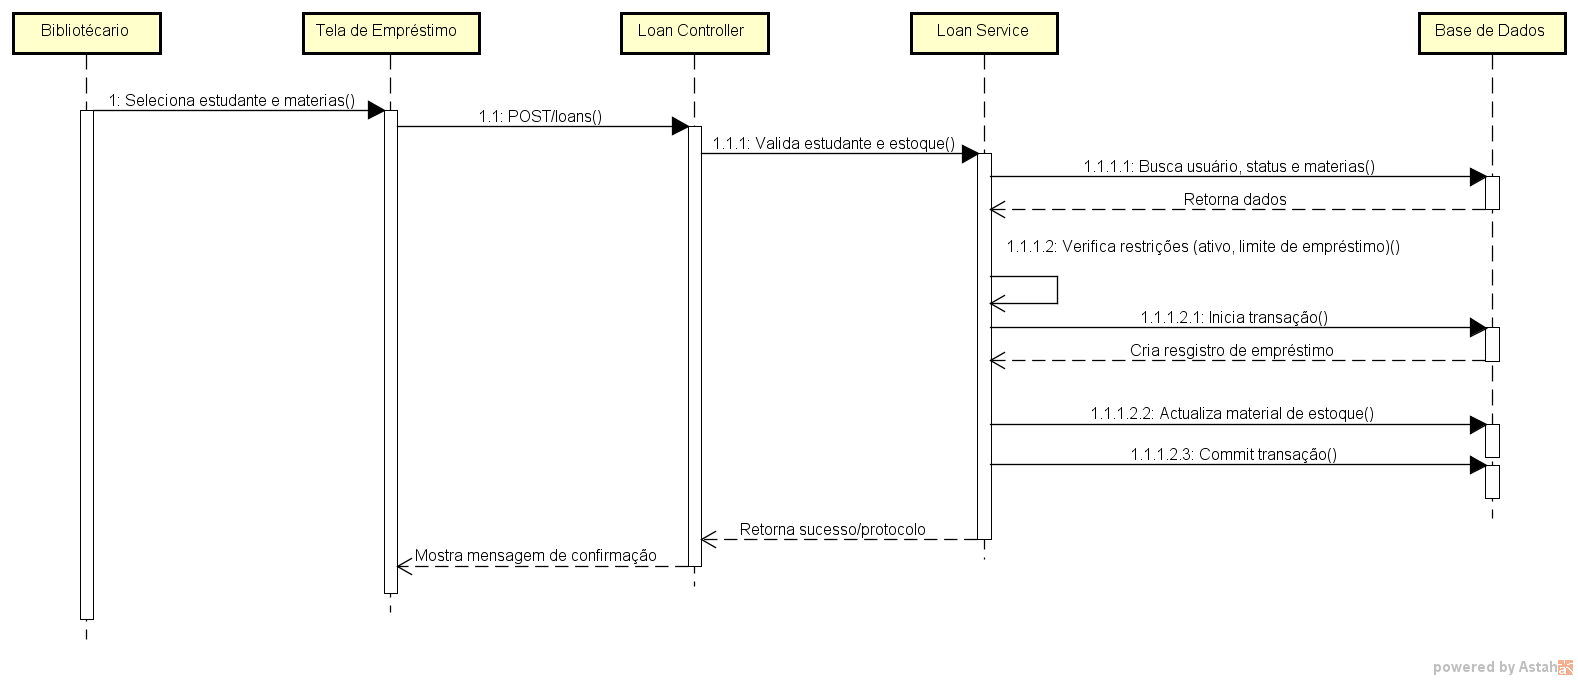 Bibliotécario
Tela de Empréstimo
Loan Controller
Loan Service
Base de Dados
1: Seleciona estudante e materias()
1.1: POST/loans()
1.1.1: Valida estudante e estoque()
1.1.1.1: Busca usuário, status e materias()
Retorna dados
1.1.1.2: Verifica restrições (ativo, limite de empréstimo)()
1.1.1.2.1: Inicia transação()
Cria resgistro de empréstimo
1.1.1.2.2: Actualiza material de estoque()
1.1.1.2.3: Commit transação()
Retorna sucesso/protocolo
Mostra mensagem de confirmação
powered by Astah